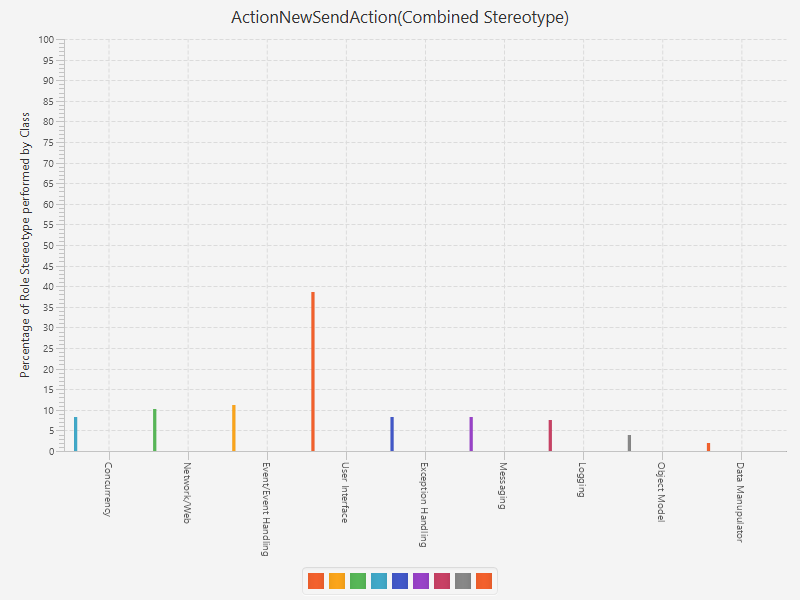 ActionNewSendAction(Combined Stereotype)
Percentage of Role Stereotype performed by Class
100
95
90
85
80
75
70
65
60
55
50
45
40
35
30
25
20
15
10
5
0
Concurrency
Network/Web
Event/Event Handling
User Interface
Exception Handling
Messaging
Logging
Object Model
Data Manupulator